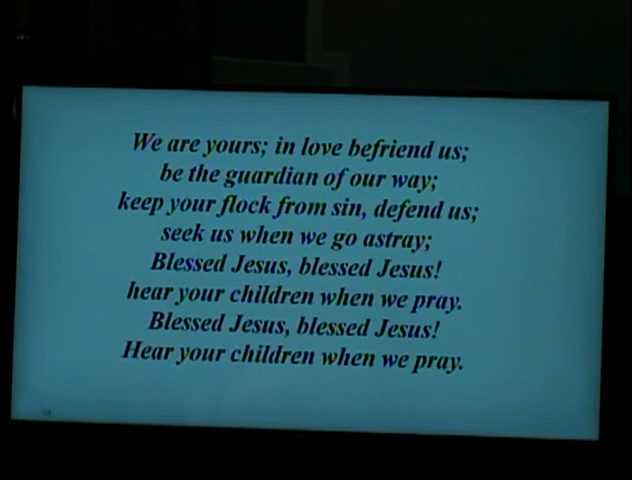 We are yours; in love befriend us;
be the guardian of our way;
keep your flock from sin, defend us;
seek us when we go astray;
Blessed Jesus, blessed Jesus!
hear your children when we pray.
Blessed Jesus, blessed Jesus!
Hear your children when we pray.